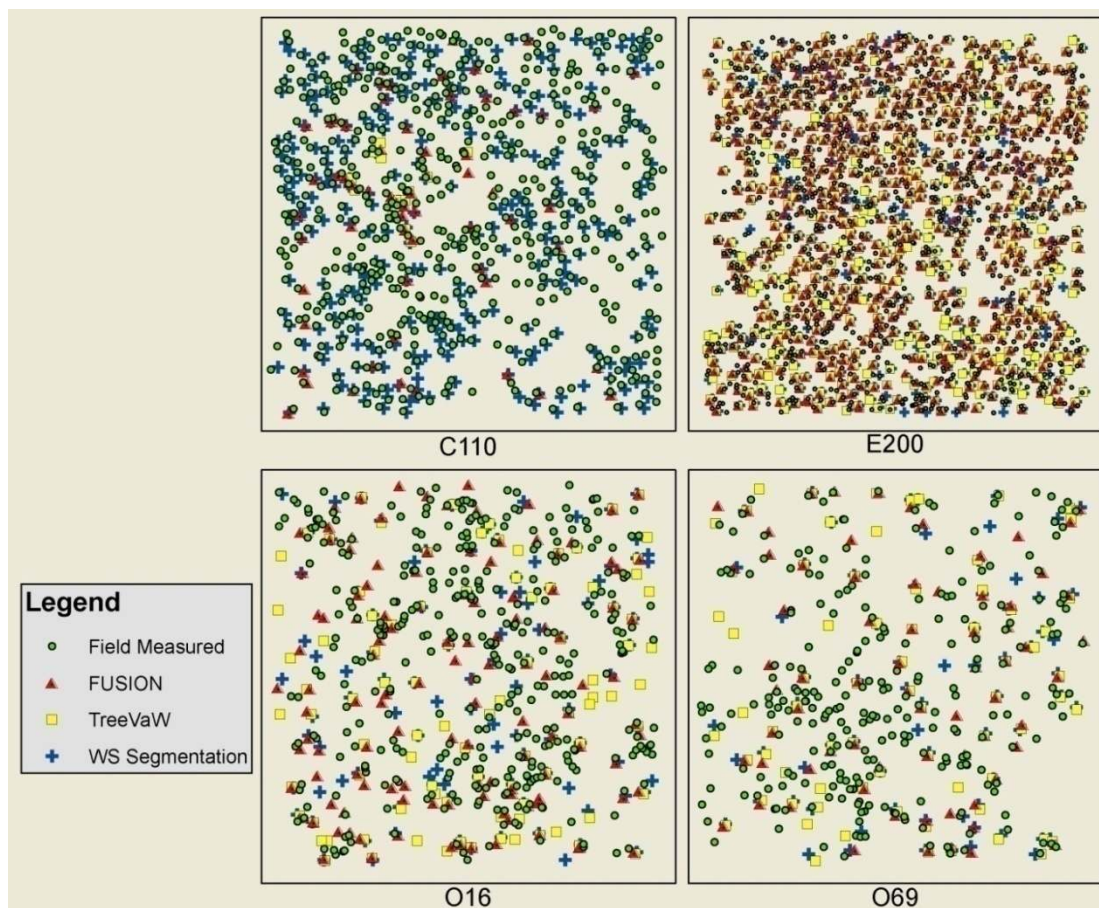 C110
E200
O16
O69
Legend
Field Measured
FUSION
TreeVaW
WS Segmentation